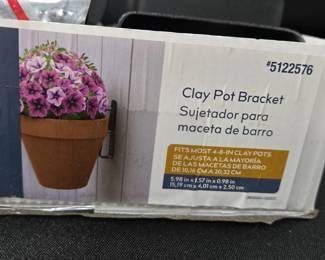 #5122576
Clay Pot Bracket
Sujetador para
maceta de barro
FITS MOST 4-8-IN CLAY POTS
SE AJUSTA A LA MAYORÍA
DE LAS MACETAS DE BARRO
DE 10,16 CM A 20,32 CM
5.98 in x 1.57 in x 0.98 in
15,19 cm x 4,01 cm x 2,50 cm